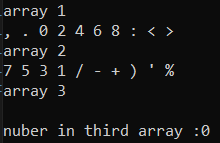 array 1
, . 0 2 4 6 8 : < >
array 2
7 5 3 1 / - + ) ' %
array 3
nuber in third array :0